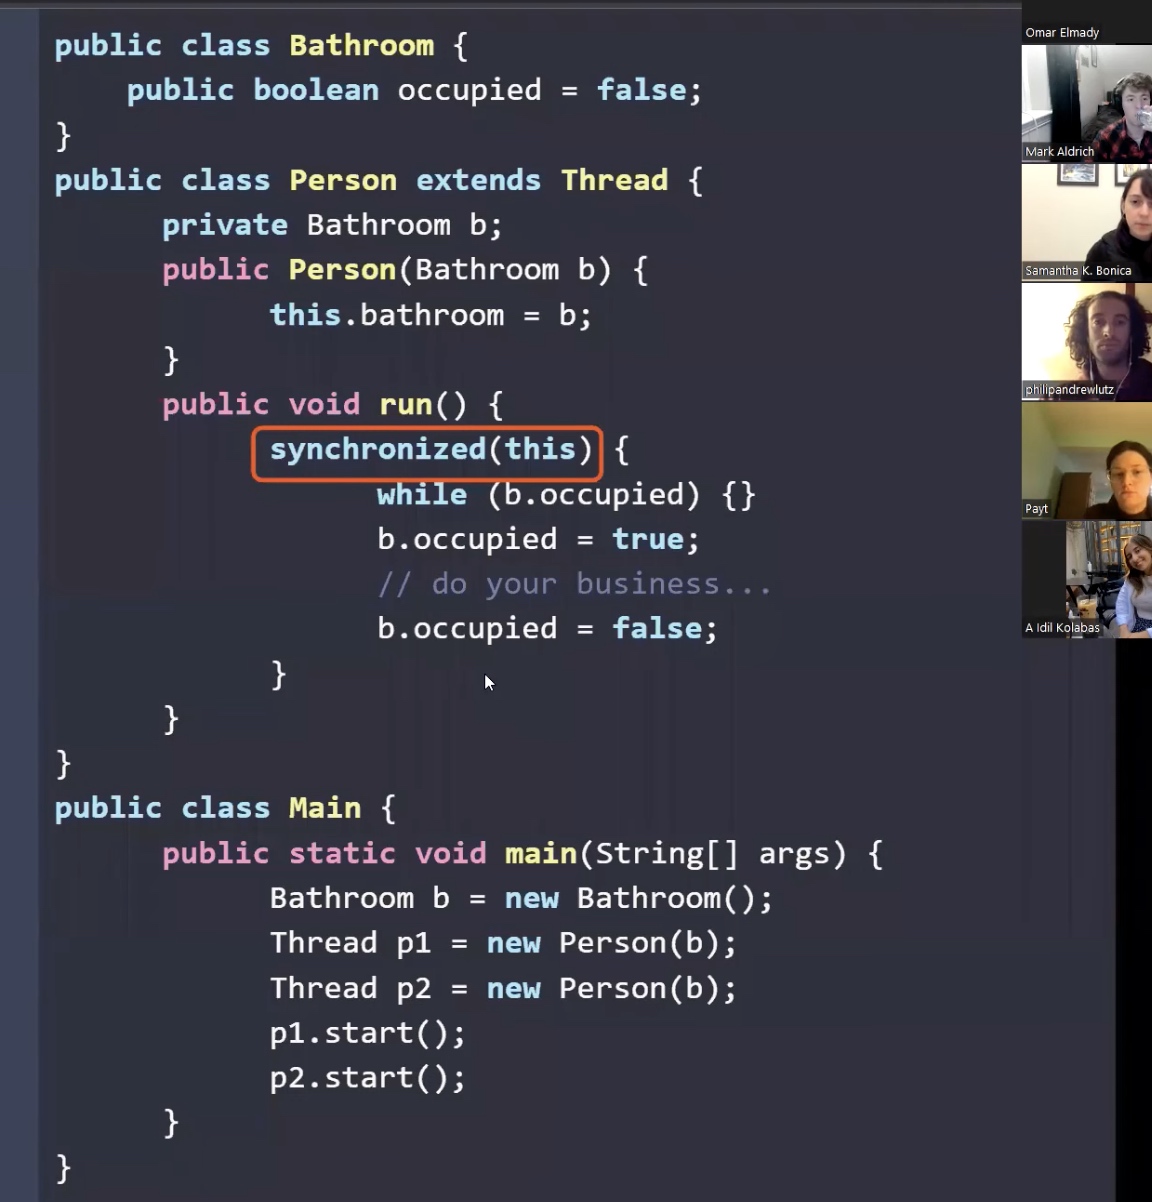 public class Bathroom {
public boolean occupied = false;
}
public class Person extends Thread {
private Bathroom b;
public Person(Bathroom b) {
this.bathroom = b;
}
public void run() {
synchronized(this) {
while (b.occupied) {}
b.occupied = true;
// do your business...
b.occupied = false;
}
}
}
public class Main {
public static void main(String[] args) {
Bathroom b = new Bathroom();
Thread p1 = new Person(b);
Thread p2 = new Person(b);
p1.start();
p2.start();
}
}
Omar Elmady
Mark Aldrich
Samantha K. Bonica
philipandrewlutz
Payt
A Idil Kolabas